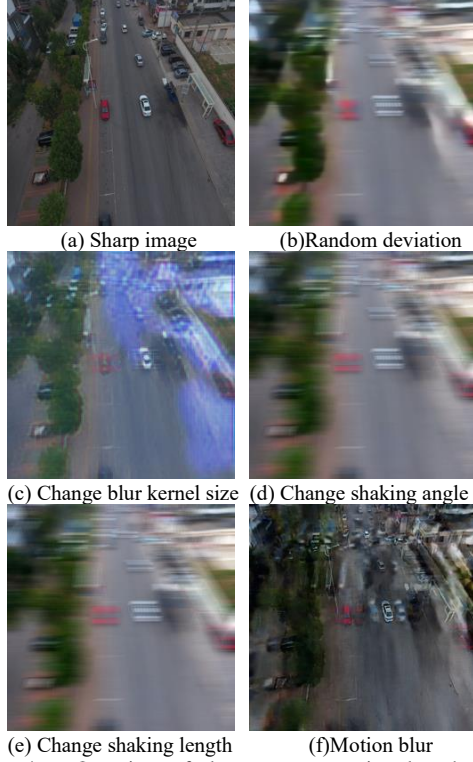 (a) Sharp image
(b)Random deviation
(c) Change blur kernel size
(d) Change shaking angle
(e) Change shaking length
(f)Motion blur